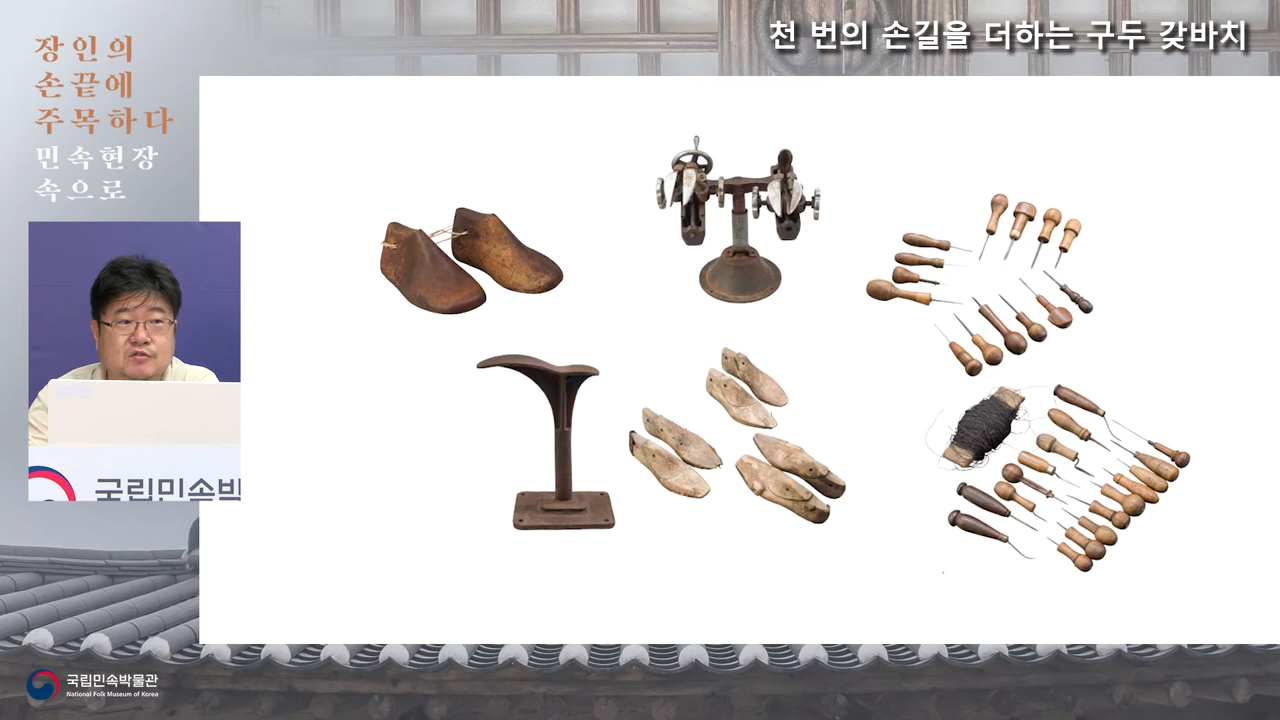 천 번의 손길을 더하는 구두 갖바치
장인의
손끝에
주목하다
민속현장
속으로
국립민속박
국립민속박물관
National Folk Museum of Korea